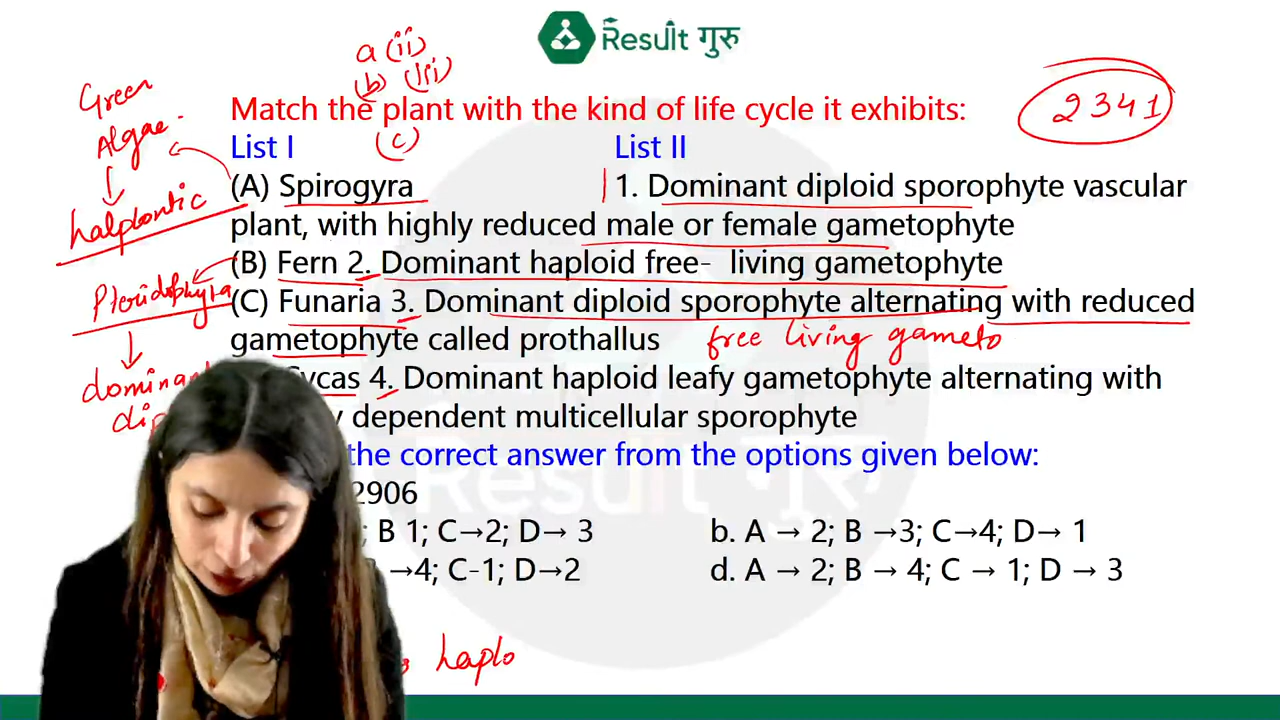 Result गुरु
a (ii)
(b) (iii)
(c)
Green
Algae
halplontic
Pteridophyta
2341
Match the plant with the kind of life cycle it exhibits:
List I List II
(A) Spirogyra 1. Dominant diploid sporophyte vascular
plant, with highly reduced male or female gametophyte
(B) Fern 2. Dominant haploid free- living gametophyte
(C) Funaria 3. Dominant diploid sporophyte alternating with reduced
gametophyte called prothallus free living gameto
Cycas 4. Dominant haploid leafy gametophyte alternating with
dependent multicellular sporophyte
the correct answer from the options given below:
2906
; B 1; C→2; D→ 3 b. A → 2; B →3; C→4; D→ 1
→4; C-1; D→2 d. A → 2; B → 4; C → 1; D → 3
haplo
Result गुरु